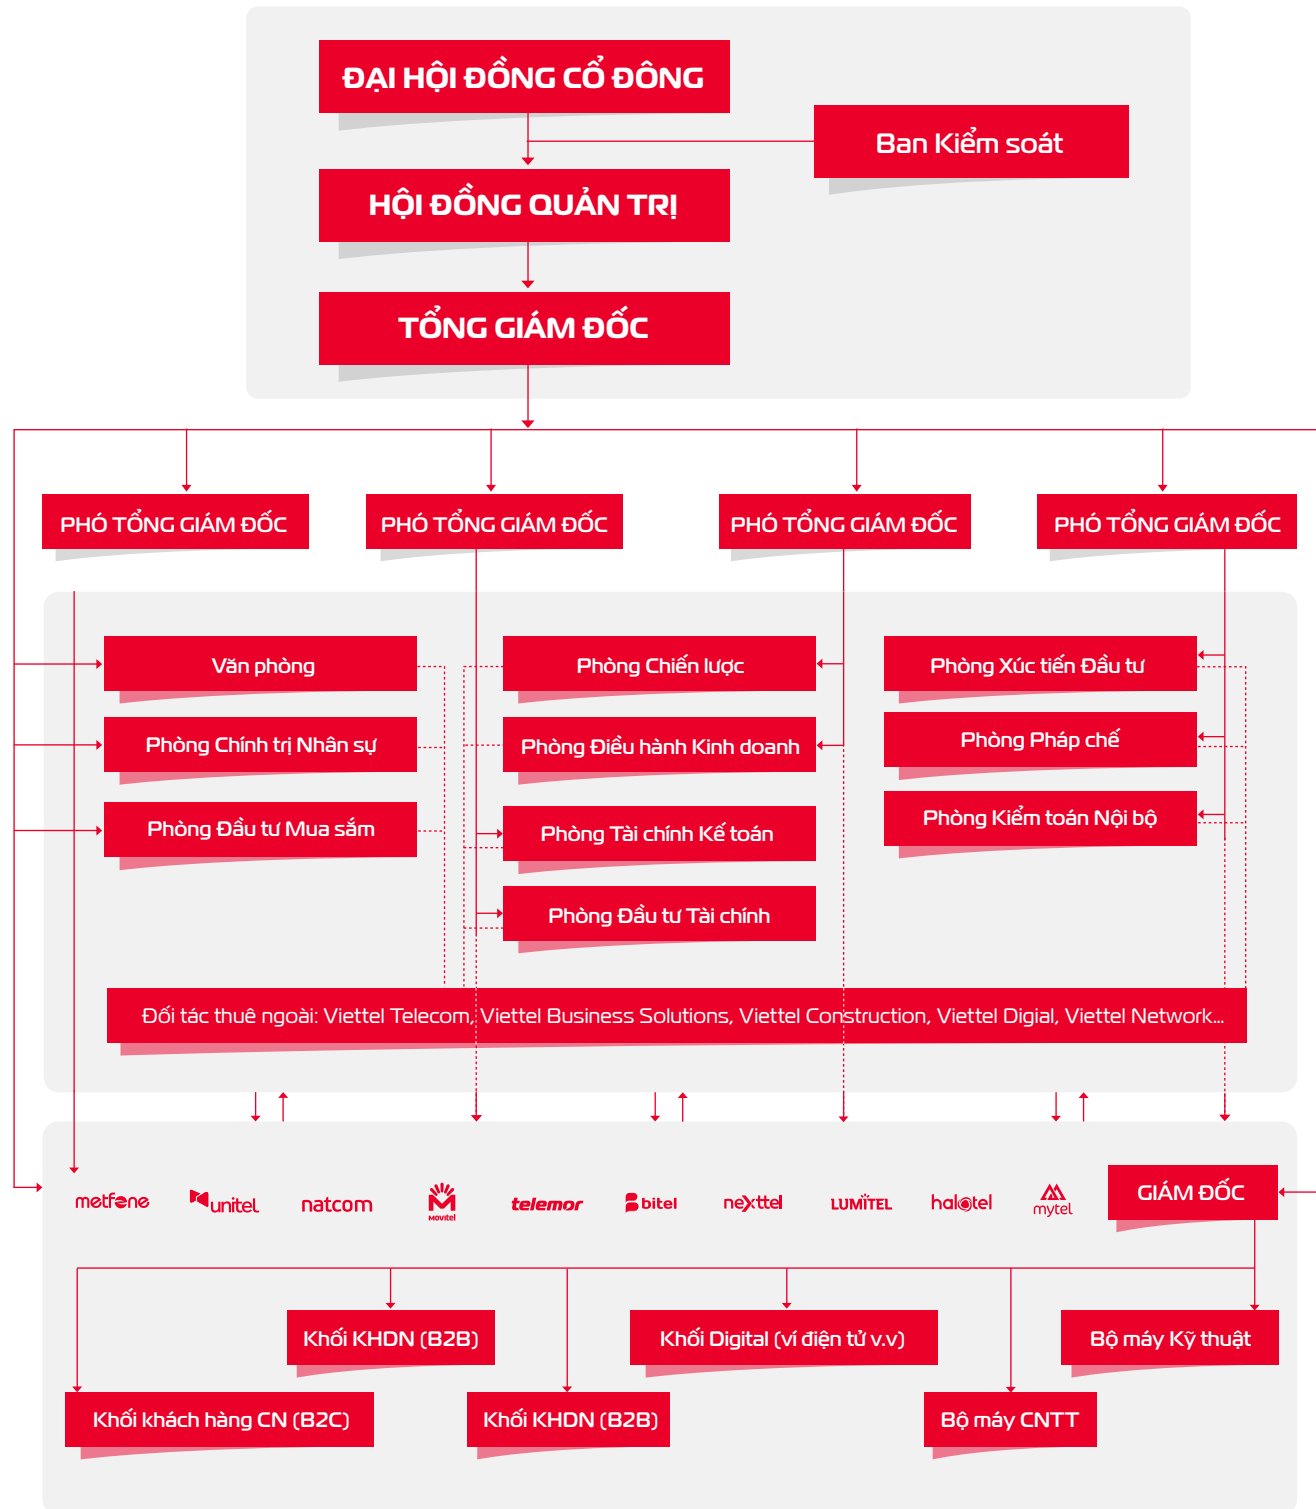 ĐẠI HỘI ĐỒNG CỔ ĐÔNG
Ban Kiểm soát
HỘI ĐỒNG QUẢN TRỊ
TỔNG GIÁM ĐỐC
PHÓ TỔNG GIÁM ĐỐC
PHÓ TỔNG GIÁM ĐỐC
PHÓ TỔNG GIÁM ĐỐC
PHÓ TỔNG GIÁM ĐỐC
Văn phòng
Phòng Chính trị Nhân sự
Phòng Đầu tư Mua sắm
Phòng Chiến lược
Phòng Điều hành Kinh doanh
Phòng Tài chính Kế toán
Phòng Đầu tư Tài chính
Phòng Xúc tiến Đầu tư
Phòng Pháp chế
Phòng Kiểm toán Nội bộ
Đối tác thuê ngoài: Viettel Telecom, Viettel Business Solutions, Viettel Construction, Viettel Digial, Viettel Network...
metfone
unitel
natcom
Movitel
telemor
bitel
nexttel
LUMITEL
halotel
mytel
GIÁM ĐỐC
Khối KHDN (B2B)
Khối Digital (ví điện tử v.v)
Bộ máy Kỹ thuật
Khối khách hàng CN (B2C)
Khối KHDN (B2B)
Bộ máy CNTT